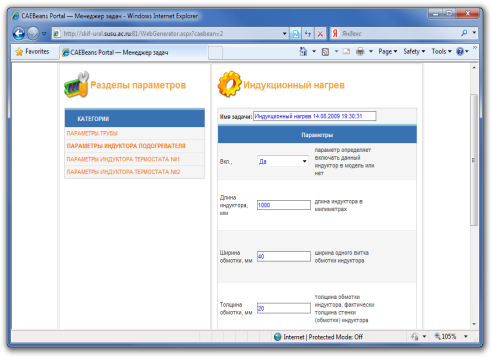 CAEBeans Portal — Менеджер задач - Windows Internet Explorer
http://skif-ural.susu.ac.ru:81/WebGenerator.aspx?caebean=2
Яндекс
Favorites
CAEBeans Portal — Менеджер задач
Page
Safety
Tools
Разделы параметров
КАТЕГОРИИ
ПАРАМЕТРЫ ТРУБЫ
ПАРАМЕТРЫ ИНДУКТОРА ПОДОГРЕВАТЕЛЯ
ПАРАМЕТРЫ ИНДУКТОРА ТЕРМОСТАТА №1
ПАРАМЕТРЫ ИНДУКТОРА ТЕРМОСТАТА №2
Индукционный нагрев
Имя задачи: Индукционный нагрев 14.08.2009 19:30:31
Параметры
Вкл.,
Да
параметр определяет
включать данный
индуктор в модель или
нет
Длина
индуктора,
мм
1000
длина индуктора в
милиметрах
Ширина
обмотки, мм
40
ширина одного витка
обмотки индуктора
Толщина
обмотки, мм
20
толщина обмотки
индуктора, фактически
толщина стенки
(обмотки) индуктора
Internet | Protected Mode: Off
105%